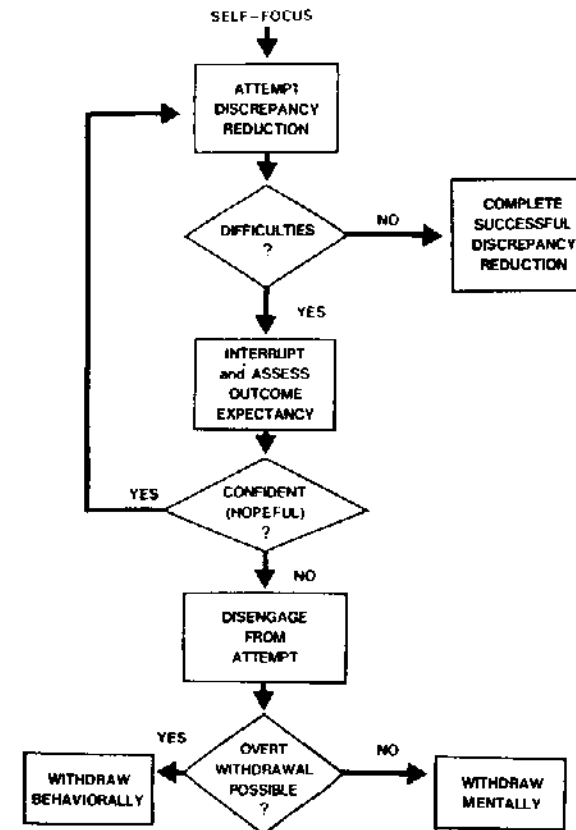 SELF-FOCUS
ATTEMPT
DISCREPANCY
REDUCTION
DIFFICULTIES
?
NO
COMPLETE
SUCCESSFUL
DISCREPANCY
REDUCTION
YES
INTERRUPT
and ASSESS
OUTCOME
EXPECTANCY
YES
CONFIDENT
(HOPEFUL)
?
NO
DISENGAGE
FROM
ATTEMPT
YES
OVERT
WITHDRAWAL
POSSIBLE
?
NO
WITHDRAW
BEHAVIORALLY
WITHDRAW
MENTALLY